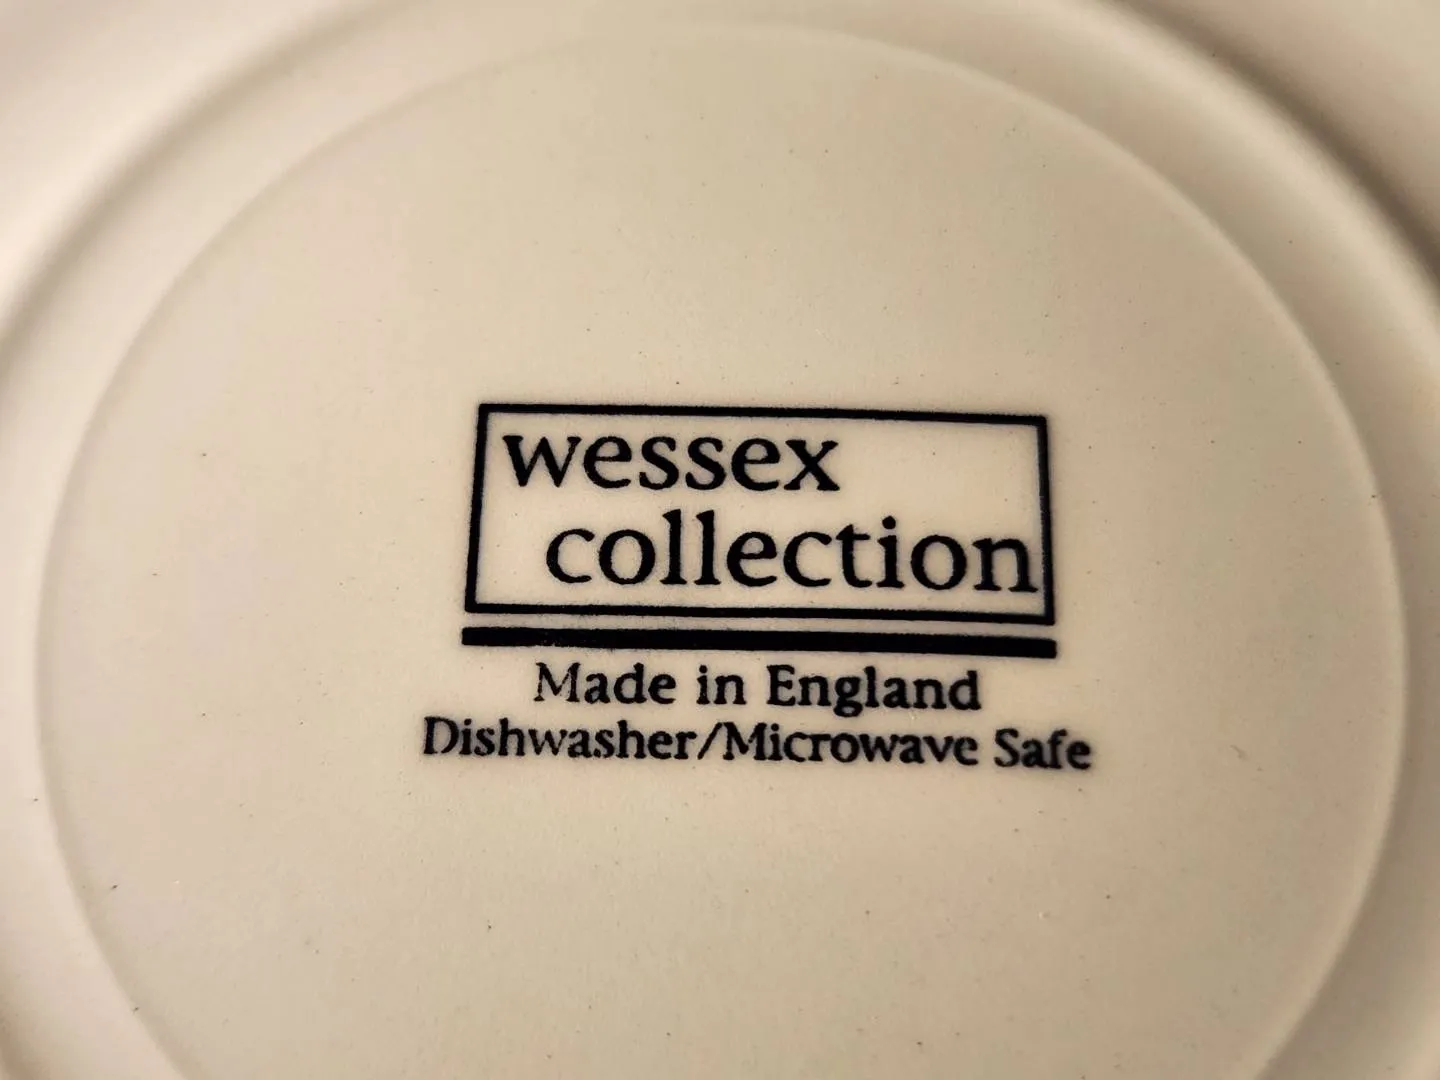 wessex
collection
Made in England
Dishwasher/Microwave Safe